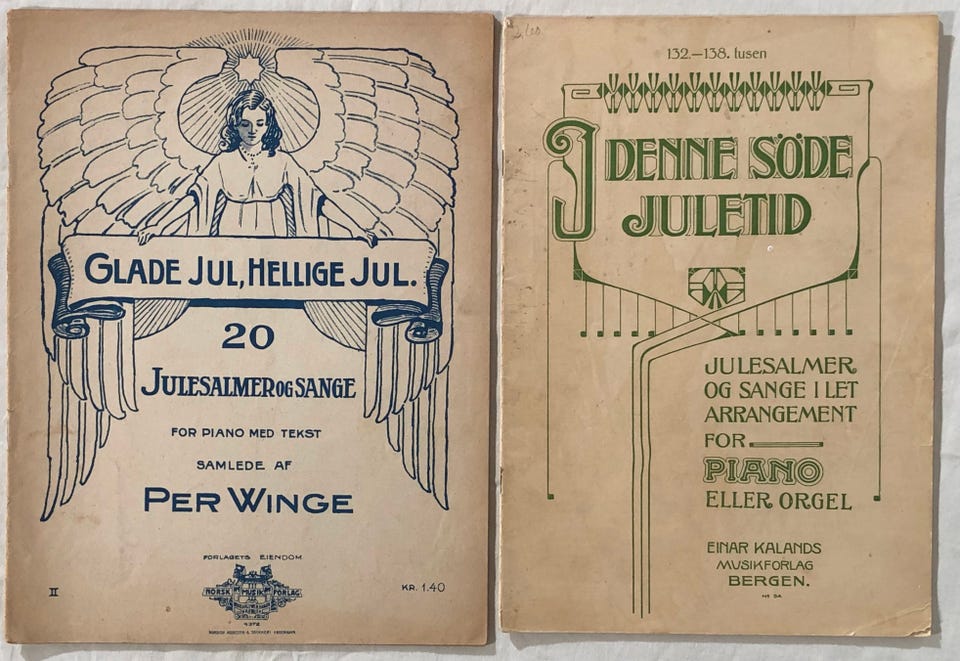 GLADE JUL, HELLIGE JUL.
20
JULESALMER OG SANGE
FOR PIANO MED TEKST
SAMLEDE AF
PER WINGE
FORLAGETS EIENDOM
NORSK MUSIK FORLAG
II
KR. 1.40
132.—138. tusen
I DENNE SÖDE
JULETID
JULESALMER
OG SANGE I LET
ARRANGEMENT
FOR
PIANO
ELLER ORGEL
EINAR KALANDS
MUSIKFORLAG
BERGEN.